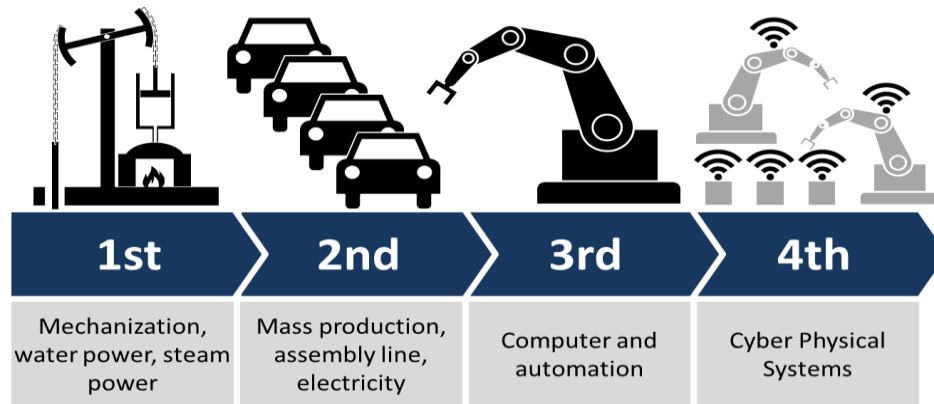 1st
2nd
3rd
4th
Mechanization,
water power, steam
power
Mass production,
assembly line,
electricity
Computer and
automation
Cyber Physical
Systems